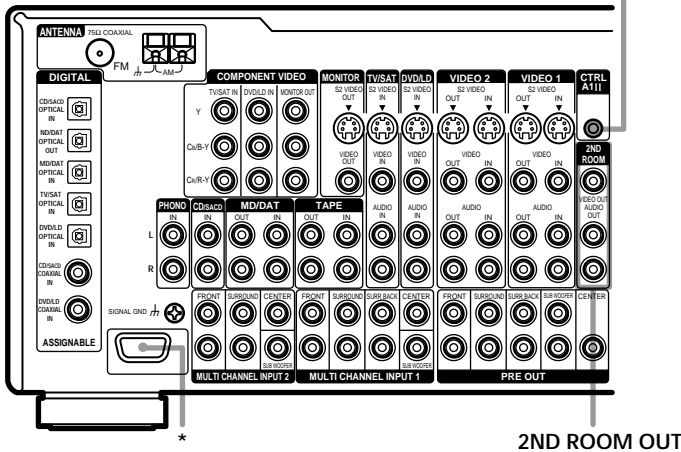 ANTENNA 75Ω COAXIAL
FM
AM
DIGITAL
CD/SACD OPTICAL IN
ND/DAT OPTICAL OUT
MD/DAT OPTICAL IN
TV/SAT OPTICAL IN
DVD/LD OPTICAL IN
CD/SACD COAXIAL IN
DVD/LD COAXIAL IN
ASSIGNABLE
COMPONENT VIDEO
TV/SAT IN DVD/LD IN MONITOR OUT
Y
CB/B-Y
CR/R-Y
MONITOR TV/SAT DVD/LD VIDEO 2 VIDEO 1 CTRL A1II
S2 VIDEO OUT S2 VIDEO IN S2 VIDEO IN
S2 VIDEO OUT IN
S2 VIDEO OUT IN
VIDEO OUT VIDEO IN VIDEO IN
VIDEO OUT IN
VIDEO OUT IN
2ND ROOM
VIDEO OUT
AUDIO OUT
PHONO CD/SACD MD/DAT TAPE
IN IN OUT IN OUT IN
AUDIO IN AUDIO IN
AUDIO OUT IN
AUDIO OUT IN
L
R
SIGNAL GND
FRONT SURROUND CENTER
SUB WOOFER
MULTI CHANNEL INPUT 2
FRONT SURROUND SURR BACK CENTER
SUB WOOFER
MULTI CHANNEL INPUT 1
FRONT SURROUND SURR BACK SUB WOOFER CENTER
PRE OUT
*
2ND ROOM OUT